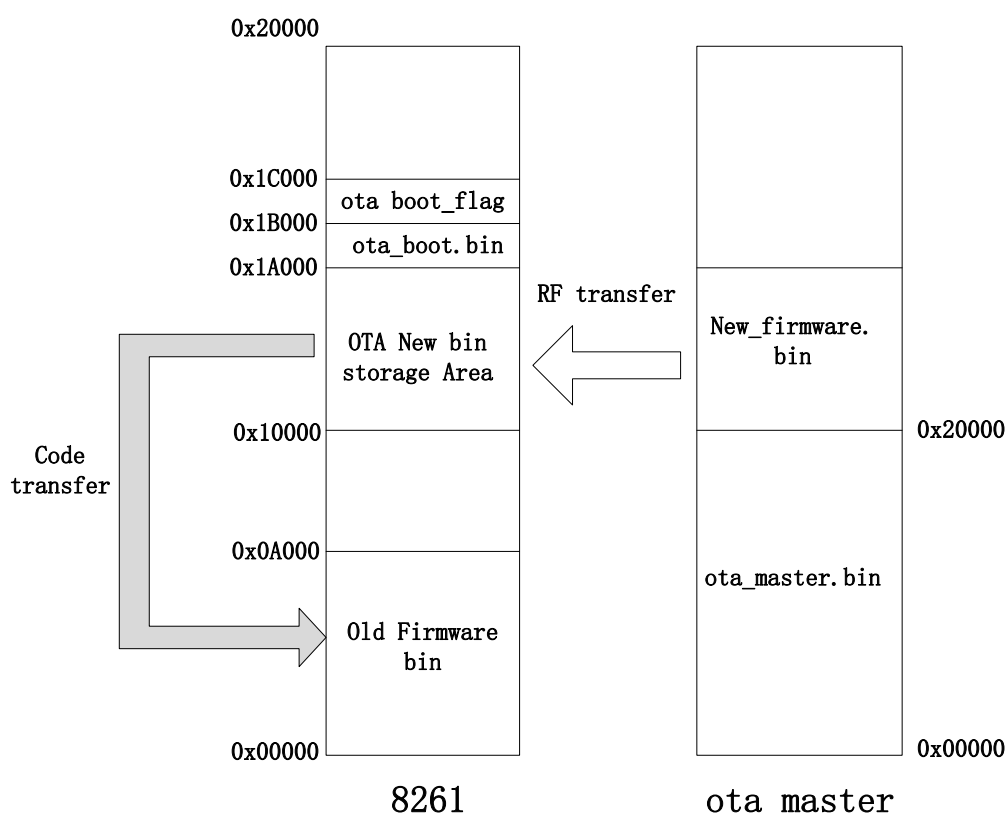 0x20000
0x1C000
ota boot_flag
0x1B000
ota_boot.bin
0x1A000
RF transfer
OTA New bin
storage Area
New_firmware.
bin
0x10000
0x20000
Code
transfer
0x0A000
ota_master.bin
Old Firmware
bin
0x00000
0x00000
8261
ota master